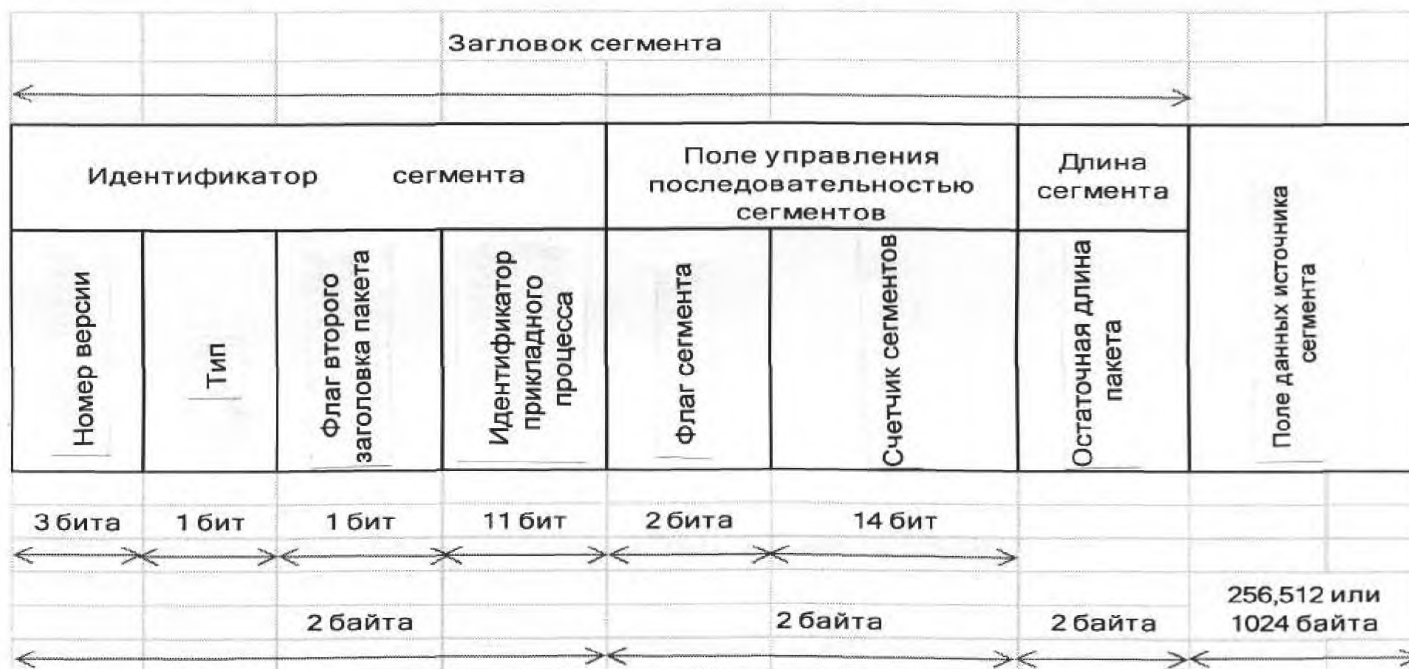 Загловок сегмента
Идентификатор сегмента
Поле управления
последовательностью
сегментов
Длина
сегмента
Номер версии
Тип
Флаг второго
заголовка пакета
Идентификатор
прикладного
процесса
Флаг сегмента
Счетчик сегментов
Остаточная длина
пакета
Поле данных источника
сегмента
3 бита
1 бит
1 бит
11 бит
2 бита
14 бит
2 байта
2 байта
2 байта
256,512 или
1024 байта